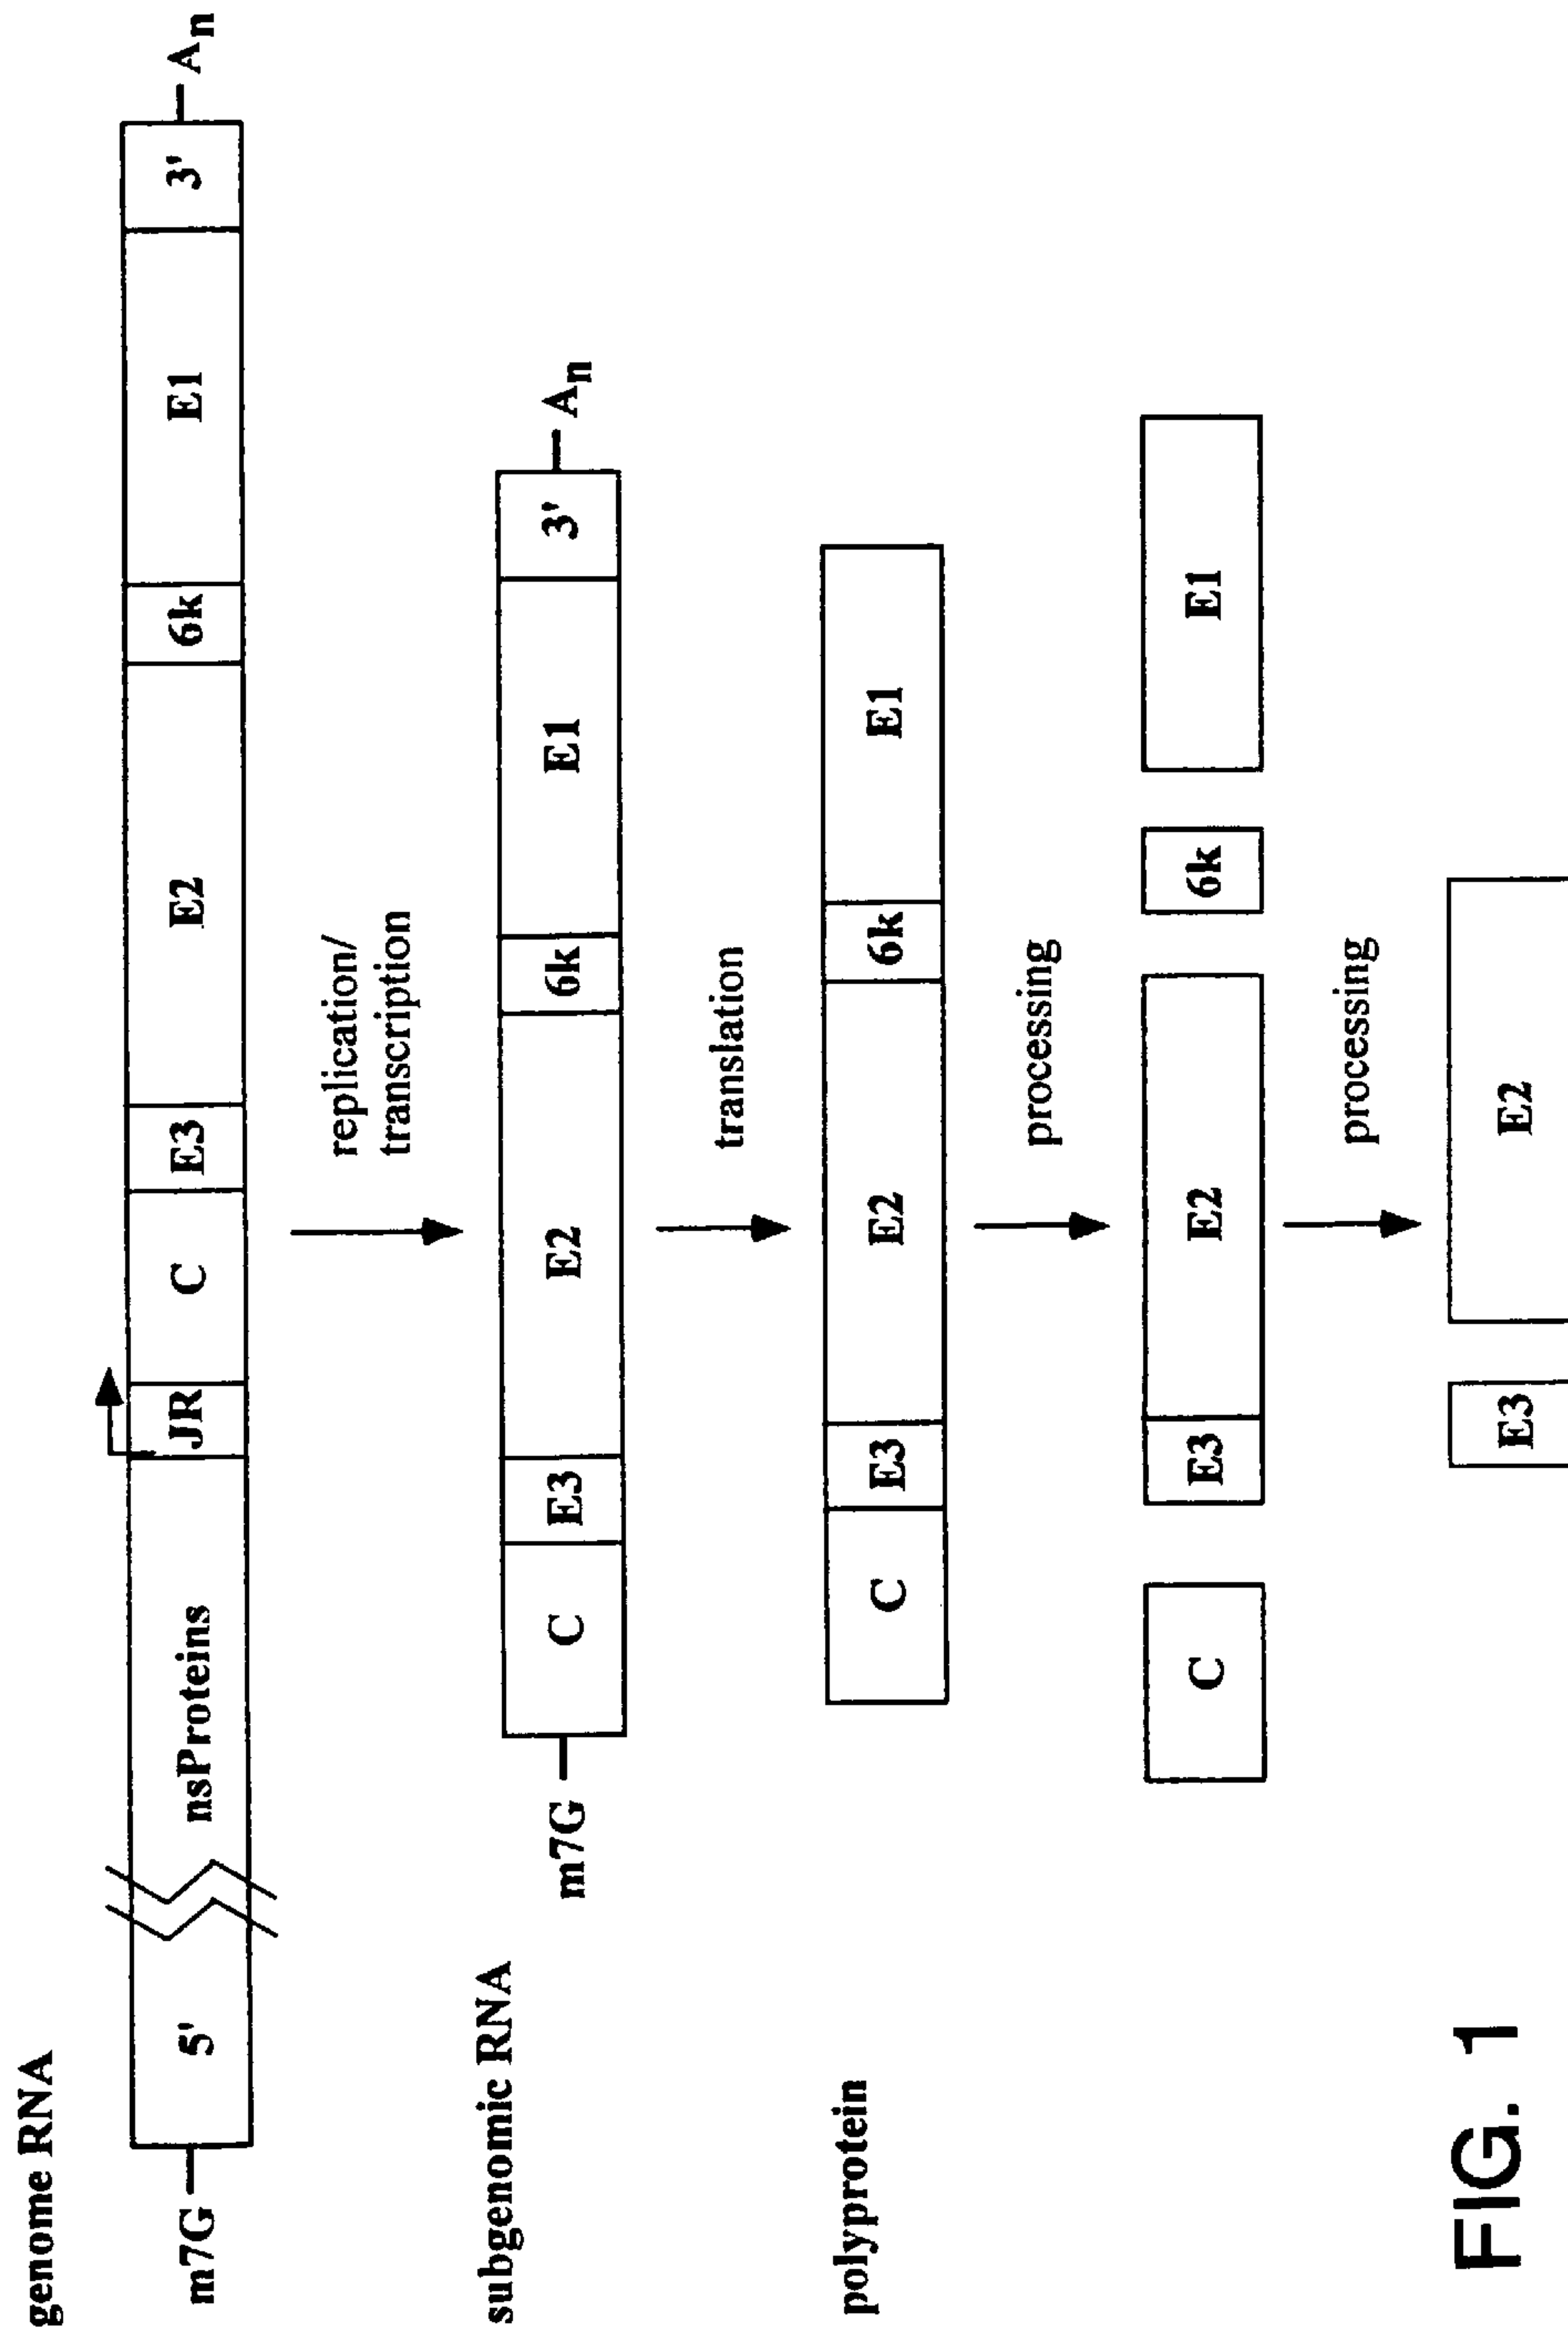 genome RNA
m7G 5' nsProteins JR C E3 E2 6k E1 3' An
replication/
transcription
subgenomic RNA
m7G C E3 E2 6k E1 3' An
translation
polyprotein
C E3 E2 6k E1
processing
C E3 E2 6k E1
processing
E3 E2
FIG. 1